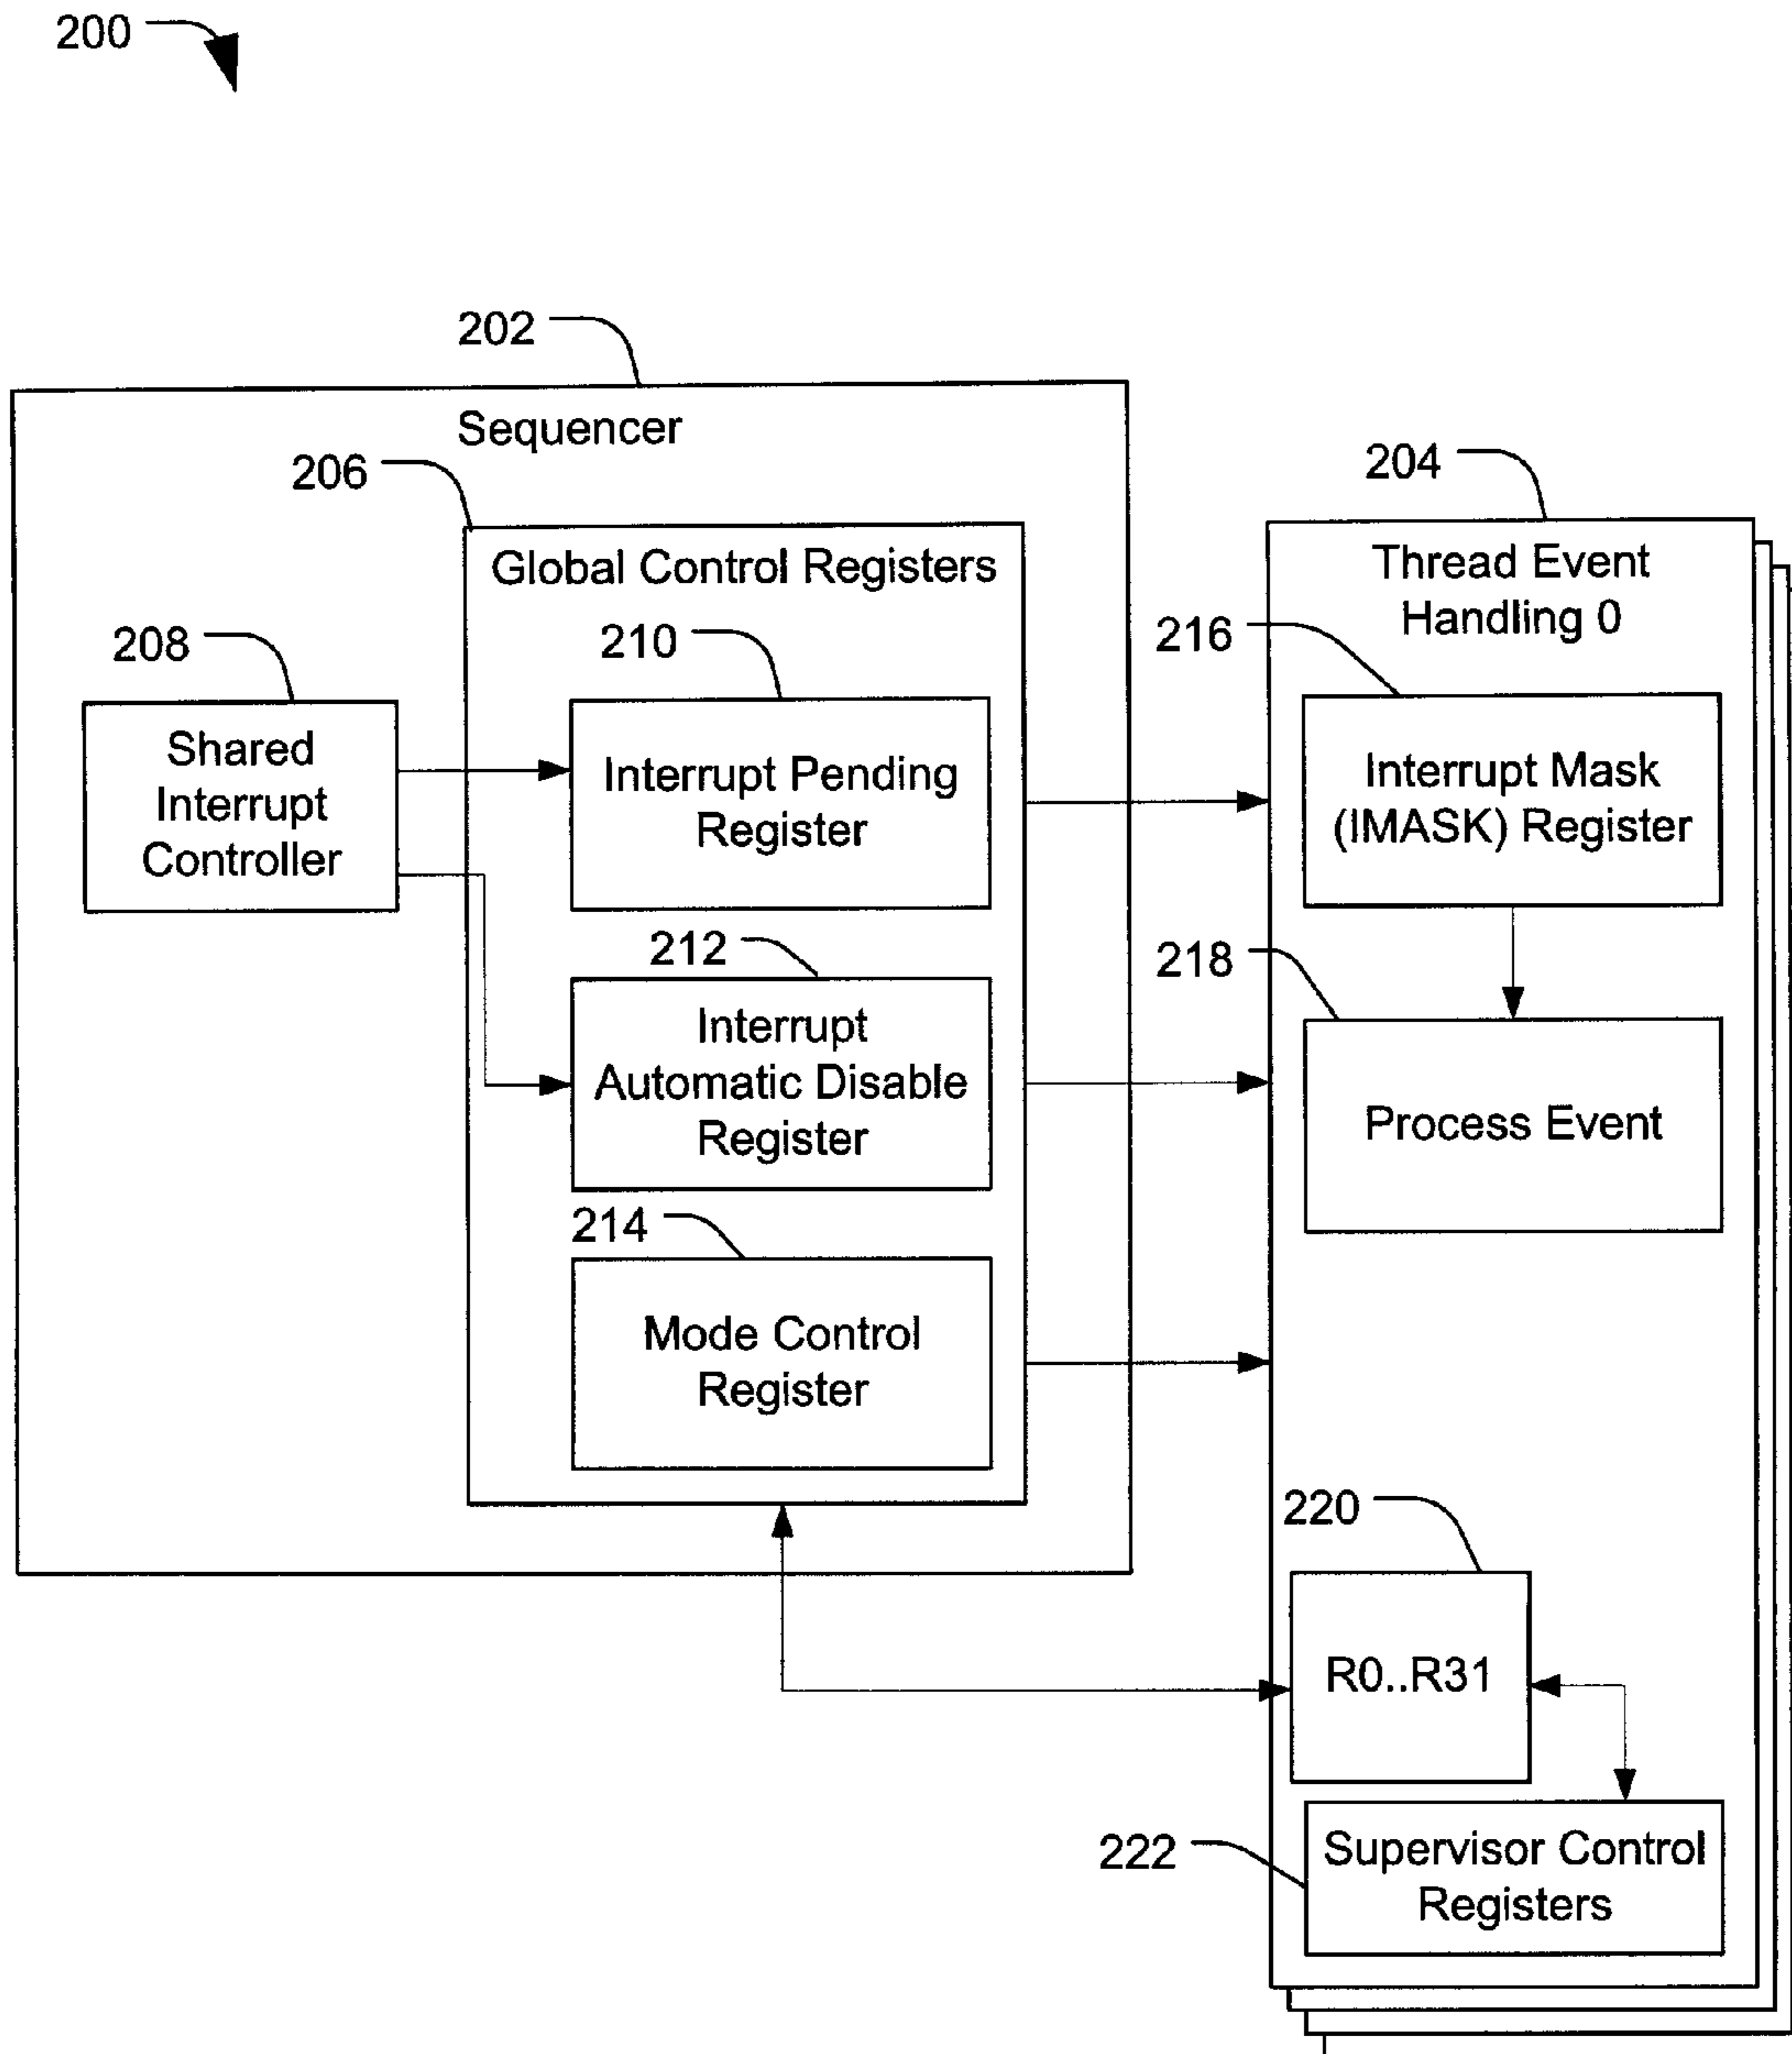 200
202
Sequencer
206
204
Global Control Registers
Thread Event
Handling 0
208
210
216
Shared
Interrupt
Controller
Interrupt Pending
Register
Interrupt Mask
(IMASK) Register
212
218
Interrupt
Automatic Disable
Register
Process Event
214
Mode Control
Register
220
R0..R31
222
Supervisor Control
Registers